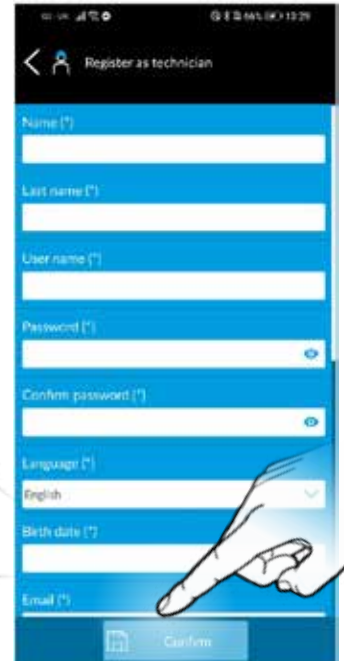 Register as technician
Name (*)
Last name (*)
User name (*)
Password (*)
Confirm password (*)
Language (*)
English
Birth date (*)
Email (*)
Confirm